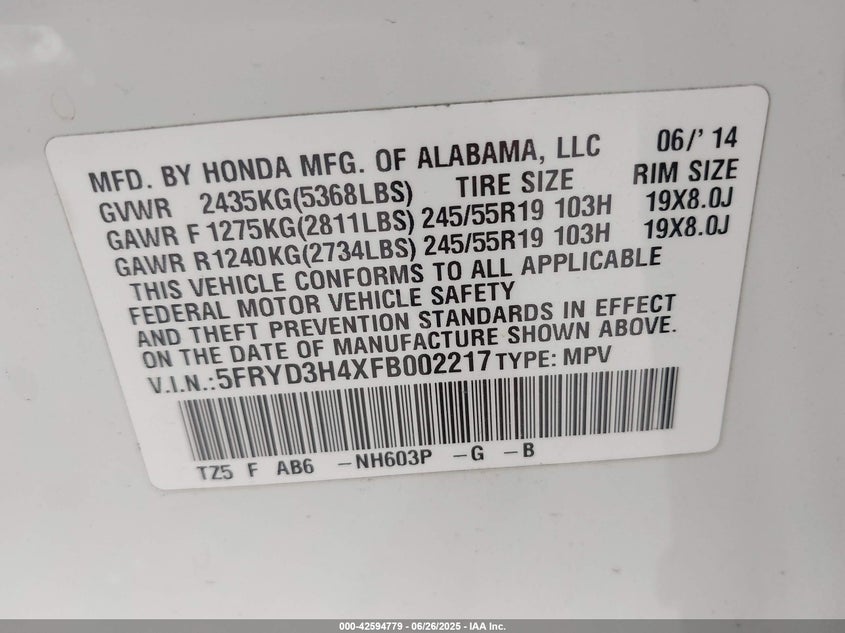 MFD. BY HONDA MFG. OF ALABAMA, LLC 06/' 14
GVWR 2435KG(5368LBS) TIRE SIZE RIM SIZE
GAWR F 1275KG(2811LBS) 245/55R19 103H 19X8.0J
GAWR R1240KG(2734LBS) 245/55R19 103H 19X8.0J
THIS VEHICLE CONFORMS TO ALL APPLICABLE
FEDERAL MOTOR VEHICLE SAFETY
AND THEFT PREVENTION STANDARDS IN EFFECT
ON THE DATE OF MANUFACTURE SHOWN ABOVE.
V.I.N.:5FRYD3H4XFB002217 TYPE: MPV
TZ5 F AB6 -NH603P -G -B
000-42594779 - 06/26/2025 - IAA Inc.